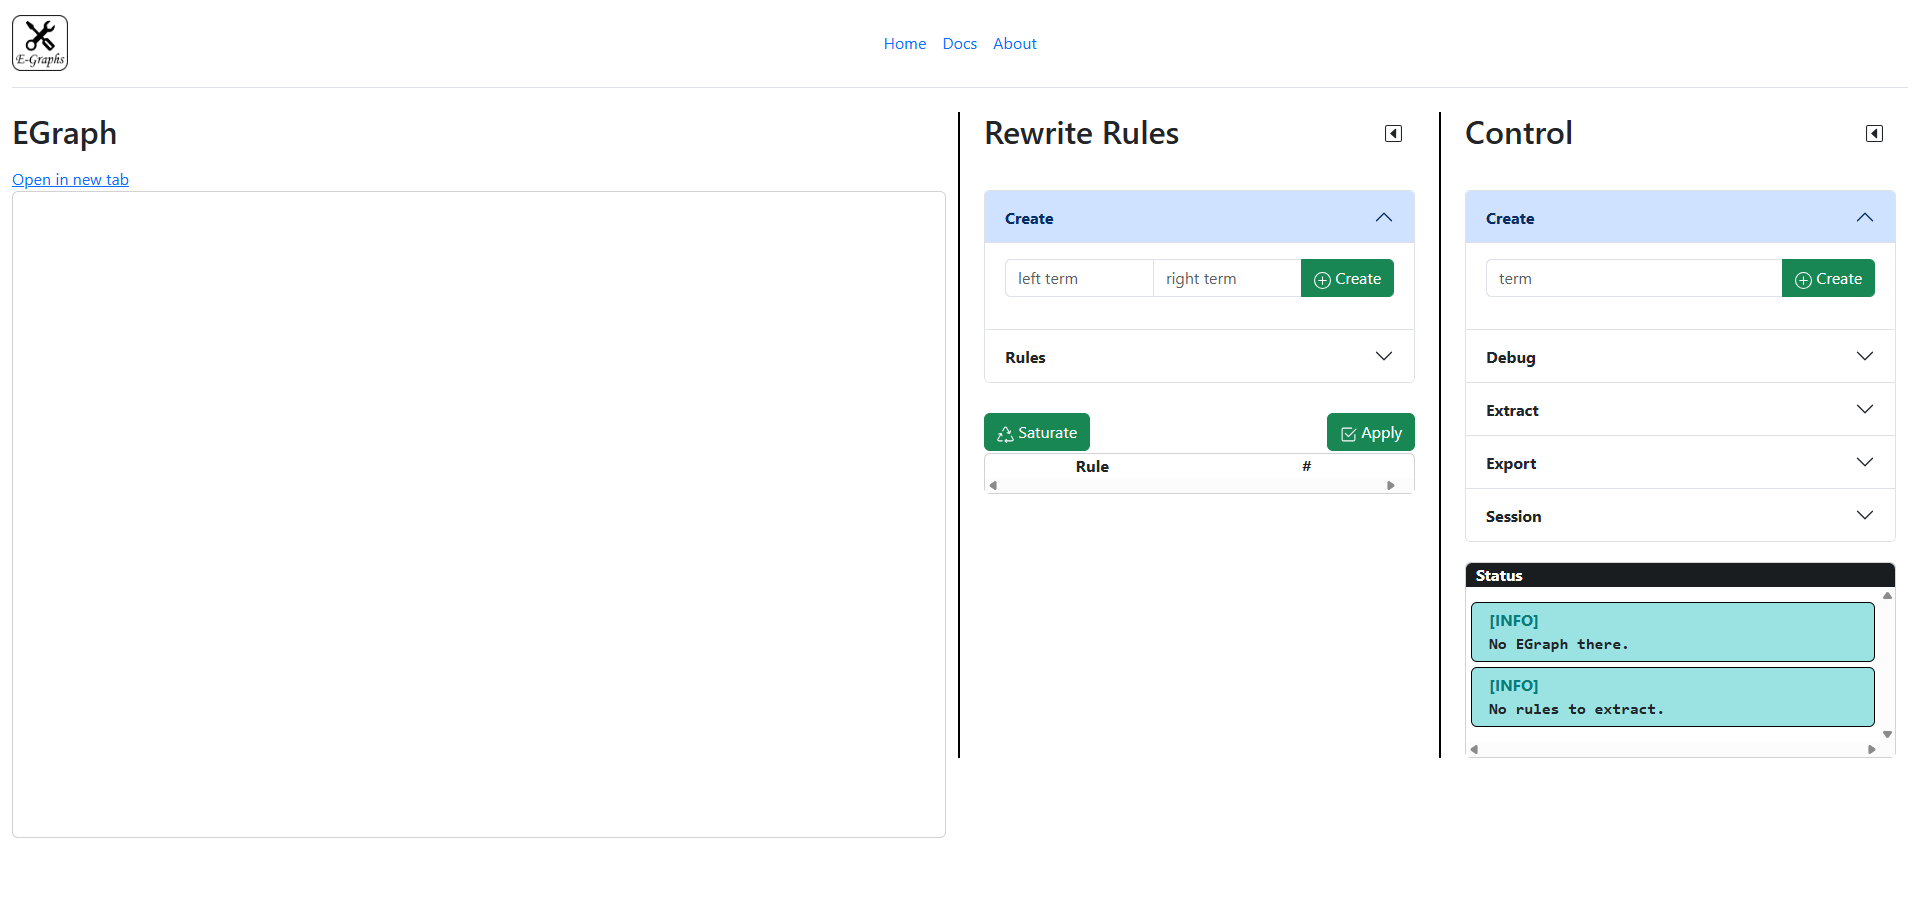 E-Graphs
Home Docs About
EGraph
Open in new tab
Rewrite Rules
Create
left term right term Create
Rules
Saturate Apply
Rule #
Control
Create
term Create
Debug
Extract
Export
Session
Status
[INFO]
No EGraph there.
[INFO]
No rules to extract.